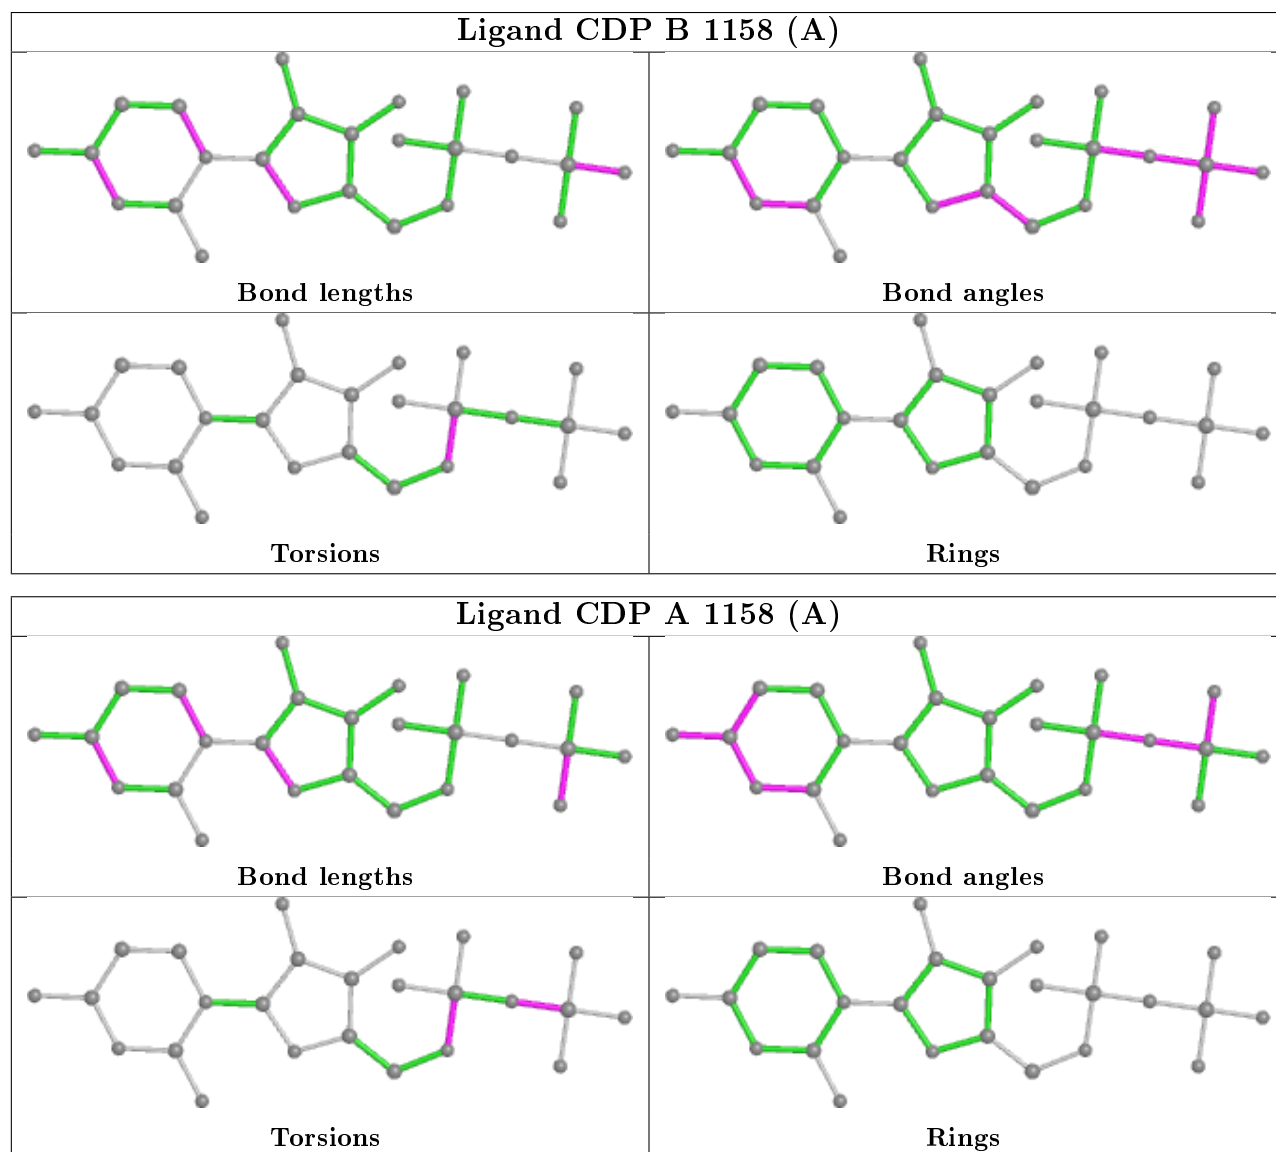 Ligand CDP B 1158 (A)
Bond lengths
Bond angles
Torsions
Rings
Ligand CDP A 1158 (A)
Bond lengths
Bond angles
Torsions
Rings